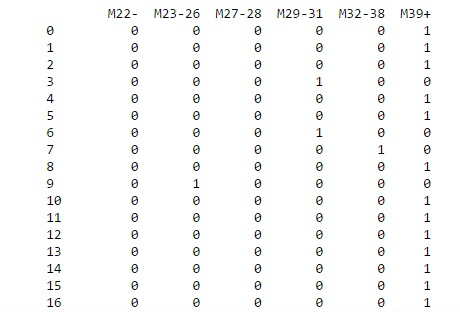 M22- M23-26 M27-28 M29-31 M32-38 M39+
0 0 0 0 0 0 1
1 0 0 0 0 0 1
2 0 0 0 0 0 1
3 0 0 0 1 0 0
4 0 0 0 0 0 1
5 0 0 0 0 0 1
6 0 0 0 1 0 0
7 0 0 0 0 1 0
8 0 0 0 0 0 1
9 0 1 0 0 0 0
10 0 0 0 0 0 1
11 0 0 0 0 0 1
12 0 0 0 0 0 1
13 0 0 0 0 0 1
14 0 0 0 0 0 1
15 0 0 0 0 0 1
16 0 0 0 0 0 1